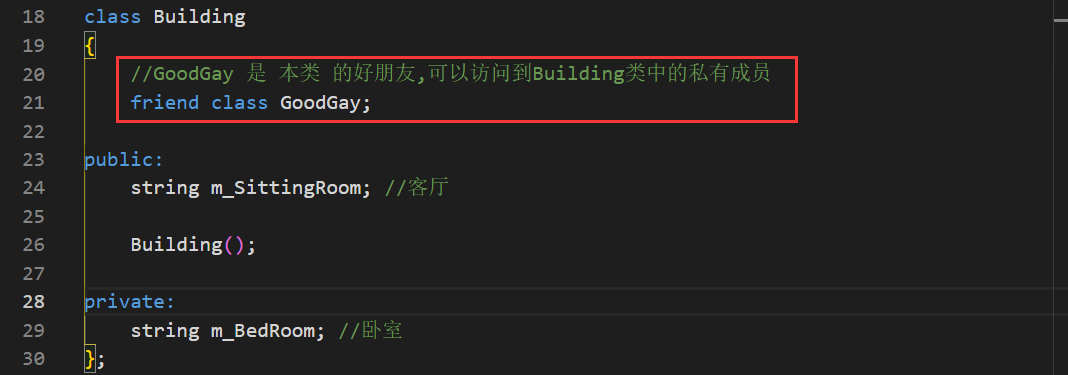 18 class Building
19 {
20 //GoodGay 是 本类 的好朋友,可以访问到Building类中的私有成员
21 friend class GoodGay;
22
23 public:
24 string m_SittingRoom; //客厅
25
26 Building();
27
28 private:
29 string m_BedRoom; //卧室
30 };